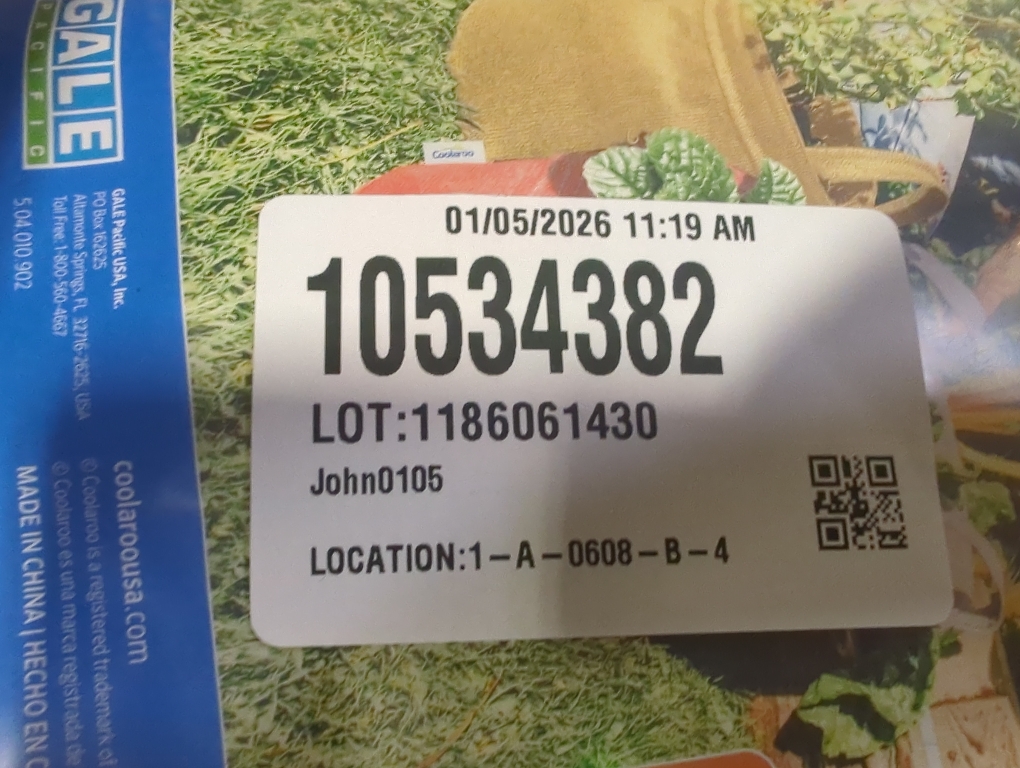 GALE
PACIFIC
GALE Pacific USA, Inc.
PO Box 162625
Altamonte Springs, FL 32716-2625, USA
Toll Free: 1-800-560-4667
5.04.010.902
coolaroousa.com
© Coolaroo is a registered trademark of
© Coolaroo es una marca registrada de
MADE IN CHINA | HECHO EN C
Coolaroo
01/05/2026 11:19 AM
10534382
LOT:1186061430
John0105
LOCATION:1-A-0608-B-4